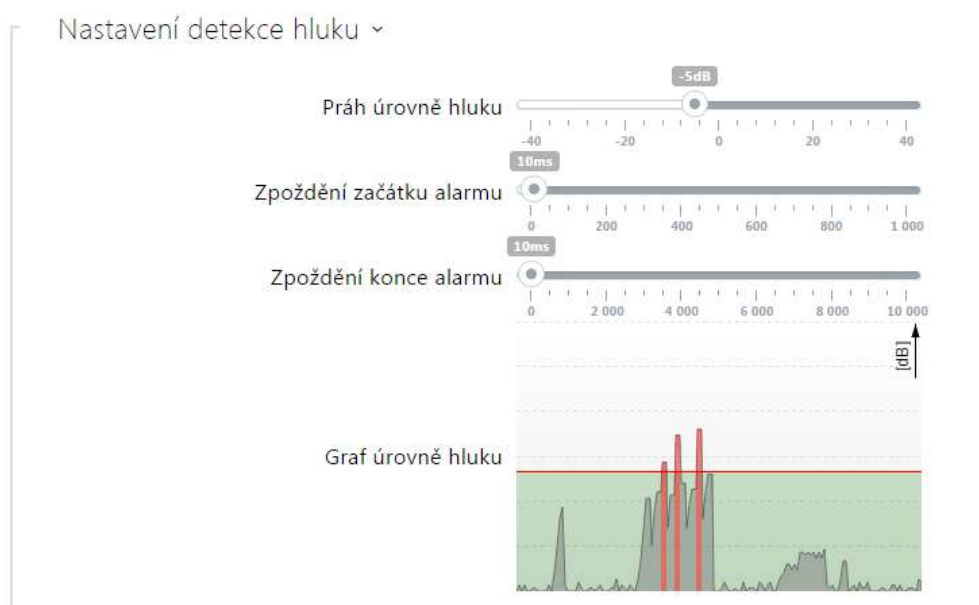 Nastavení detekce hluku
-5dB
Práh úrovně hluku
-40 -20 0 20 40
10ms
Zpoždění začátku alarmu
0 200 400 600 800 1 000
10ms
Zpoždění konce alarmu
0 2 000 4 000 6 000 8 000 10 000
[dB]
Graf úrovně hluku